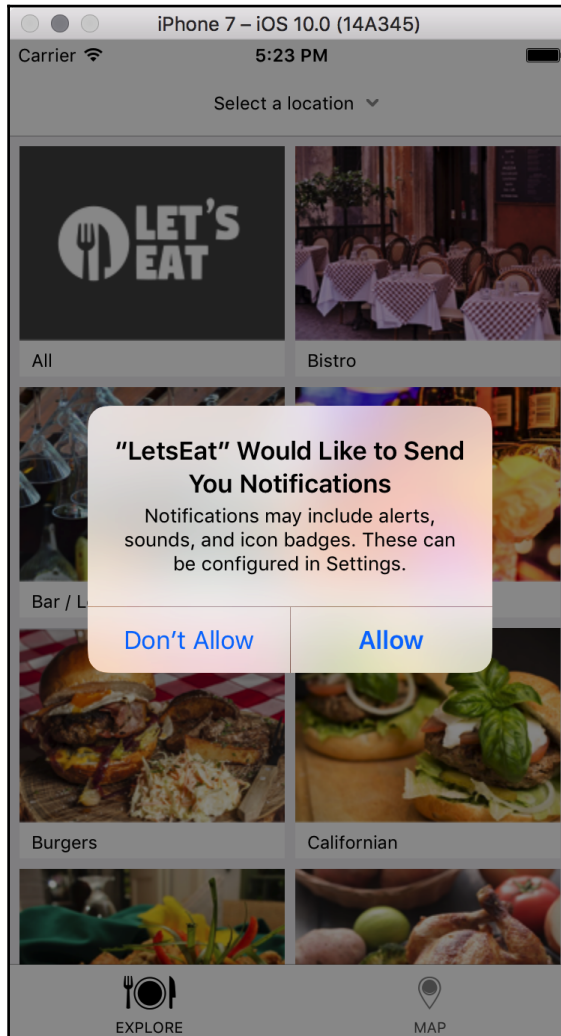 iPhone 7 – iOS 10.0 (14A345)
Carrier
5:23 PM
Select a location
LET'S
EAT
All
Bistro
“LetsEat” Would Like to Send
You Notifications
Notifications may include alerts,
sounds, and icon badges. These can
be configured in Settings.
Bar / L
Don’t Allow
Allow
Burgers
Californian
EXPLORE
MAP